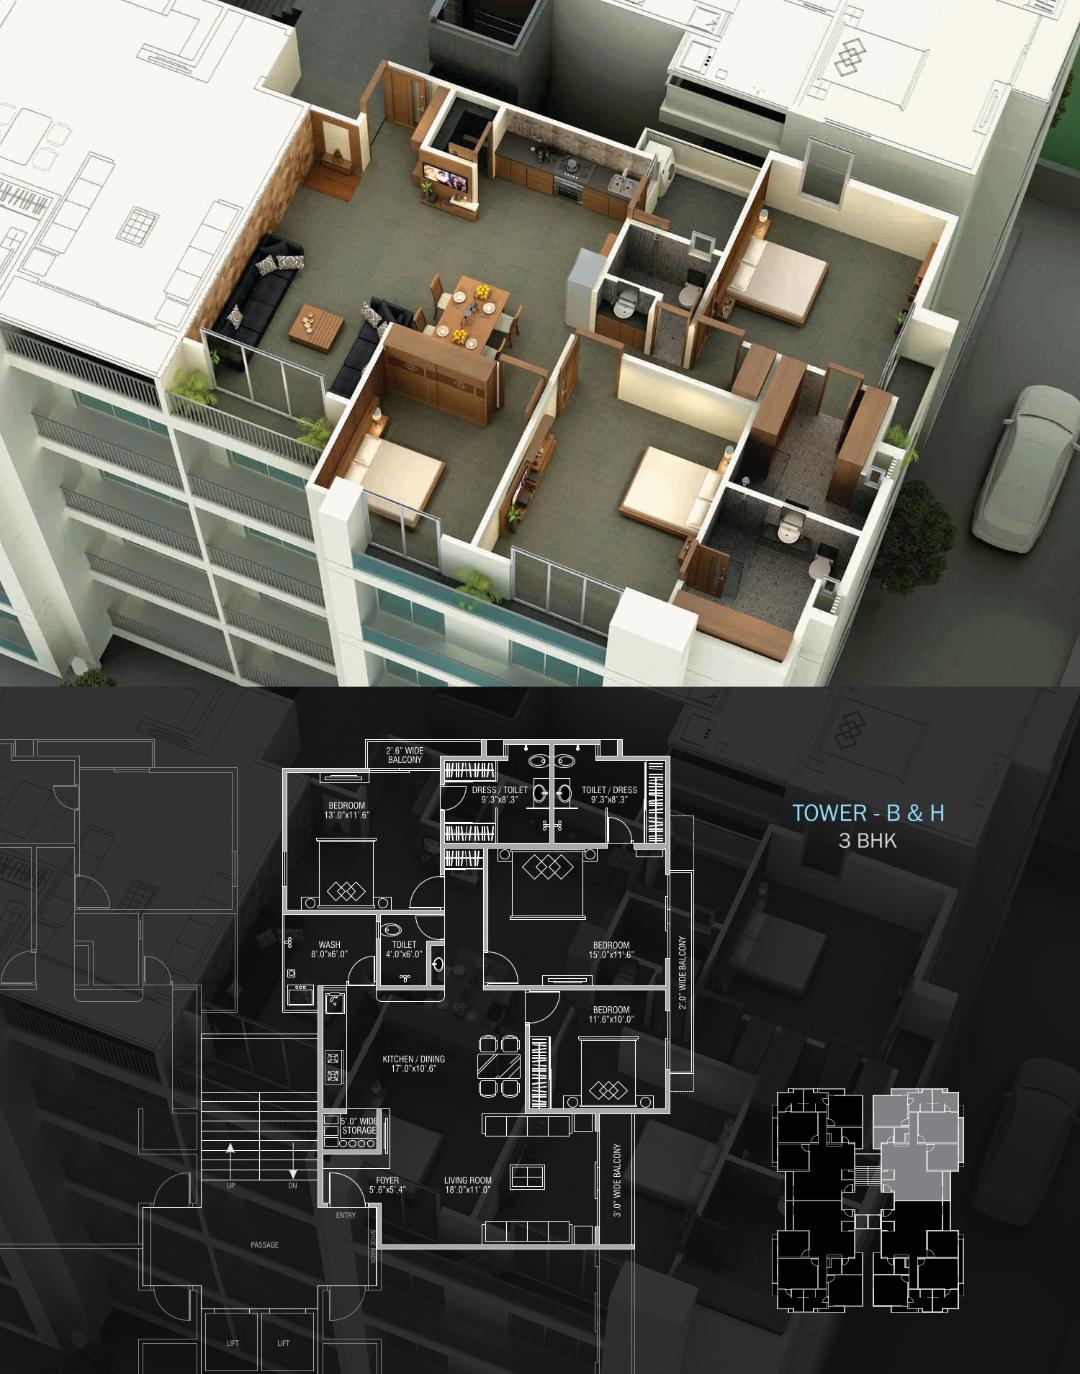 2'.6" WIDE
BALCONY
BEDROOM
13'.0"x11'.6"
DRESS / TOILET
9'.3"x8'.3"
TOILET / DRESS
9'.3"x8'.3"
TOWER - B & H
3 BHK
WASH
8'.0"x6'.0"
TOILET
4'.0"x6'.0"
BEDROOM
15'.0"x11'.6"
2'.0" WIDE BALCONY
BEDROOM
11'.6"x10'.0"
KITCHEN / DINING
17'.0"x10'.6"
5'.0" WIDE
STORAGE
FOYER
5'.6"x5'.4"
LIVING ROOM
18'.0"x11'.0"
3'.0" WIDE BALCONY
UP
DN
ENTRY
SHOE RACK
PASSAGE
LIFT
LIFT